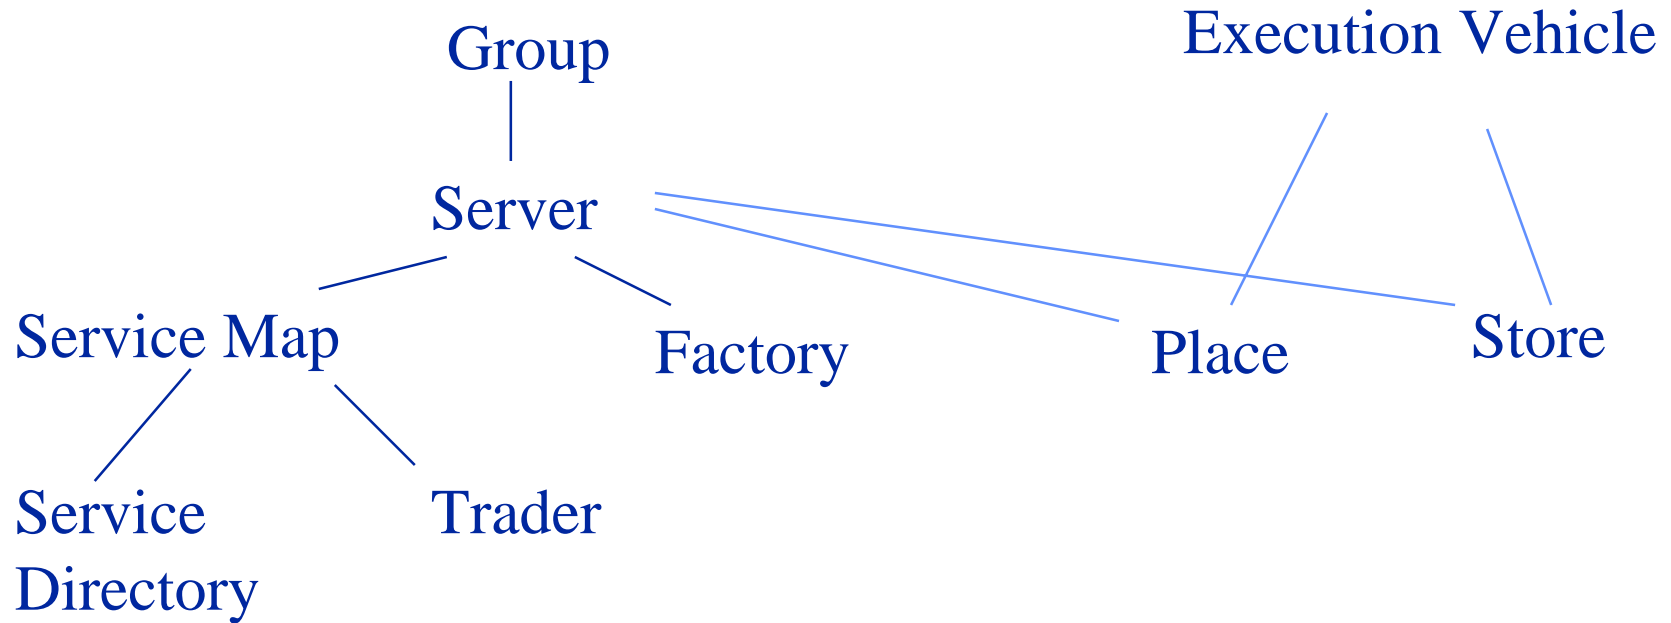 Group
Execution Vehicle
Server
Service Map
Factory
Place
Store
Service
Directory
Trader